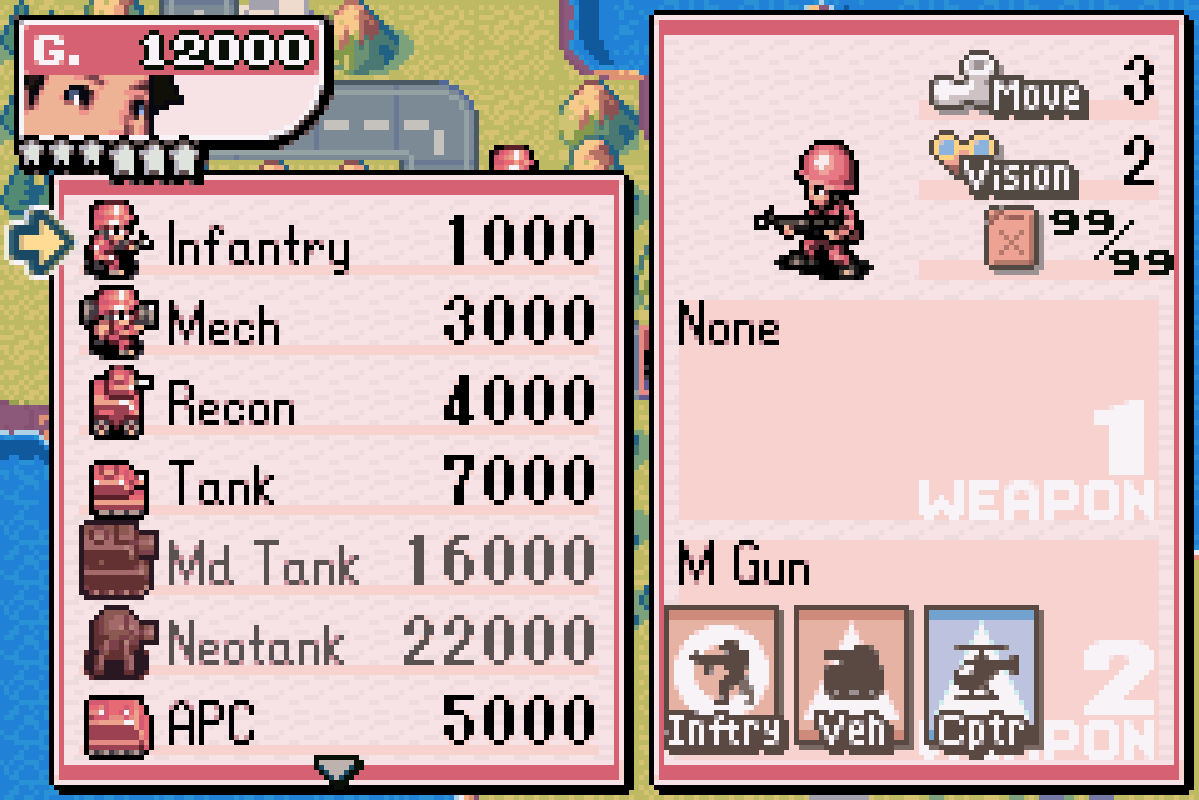 G. 12000
Infantry 1000
Mech 3000
Recon 4000
Tank 7000
Md Tank 16000
Neotank 22000
APC 5000
Move 3
Vision 2
99/99
None
1
WEAPON
M Gun
Inftry Veh Cptr
2
WEAPON